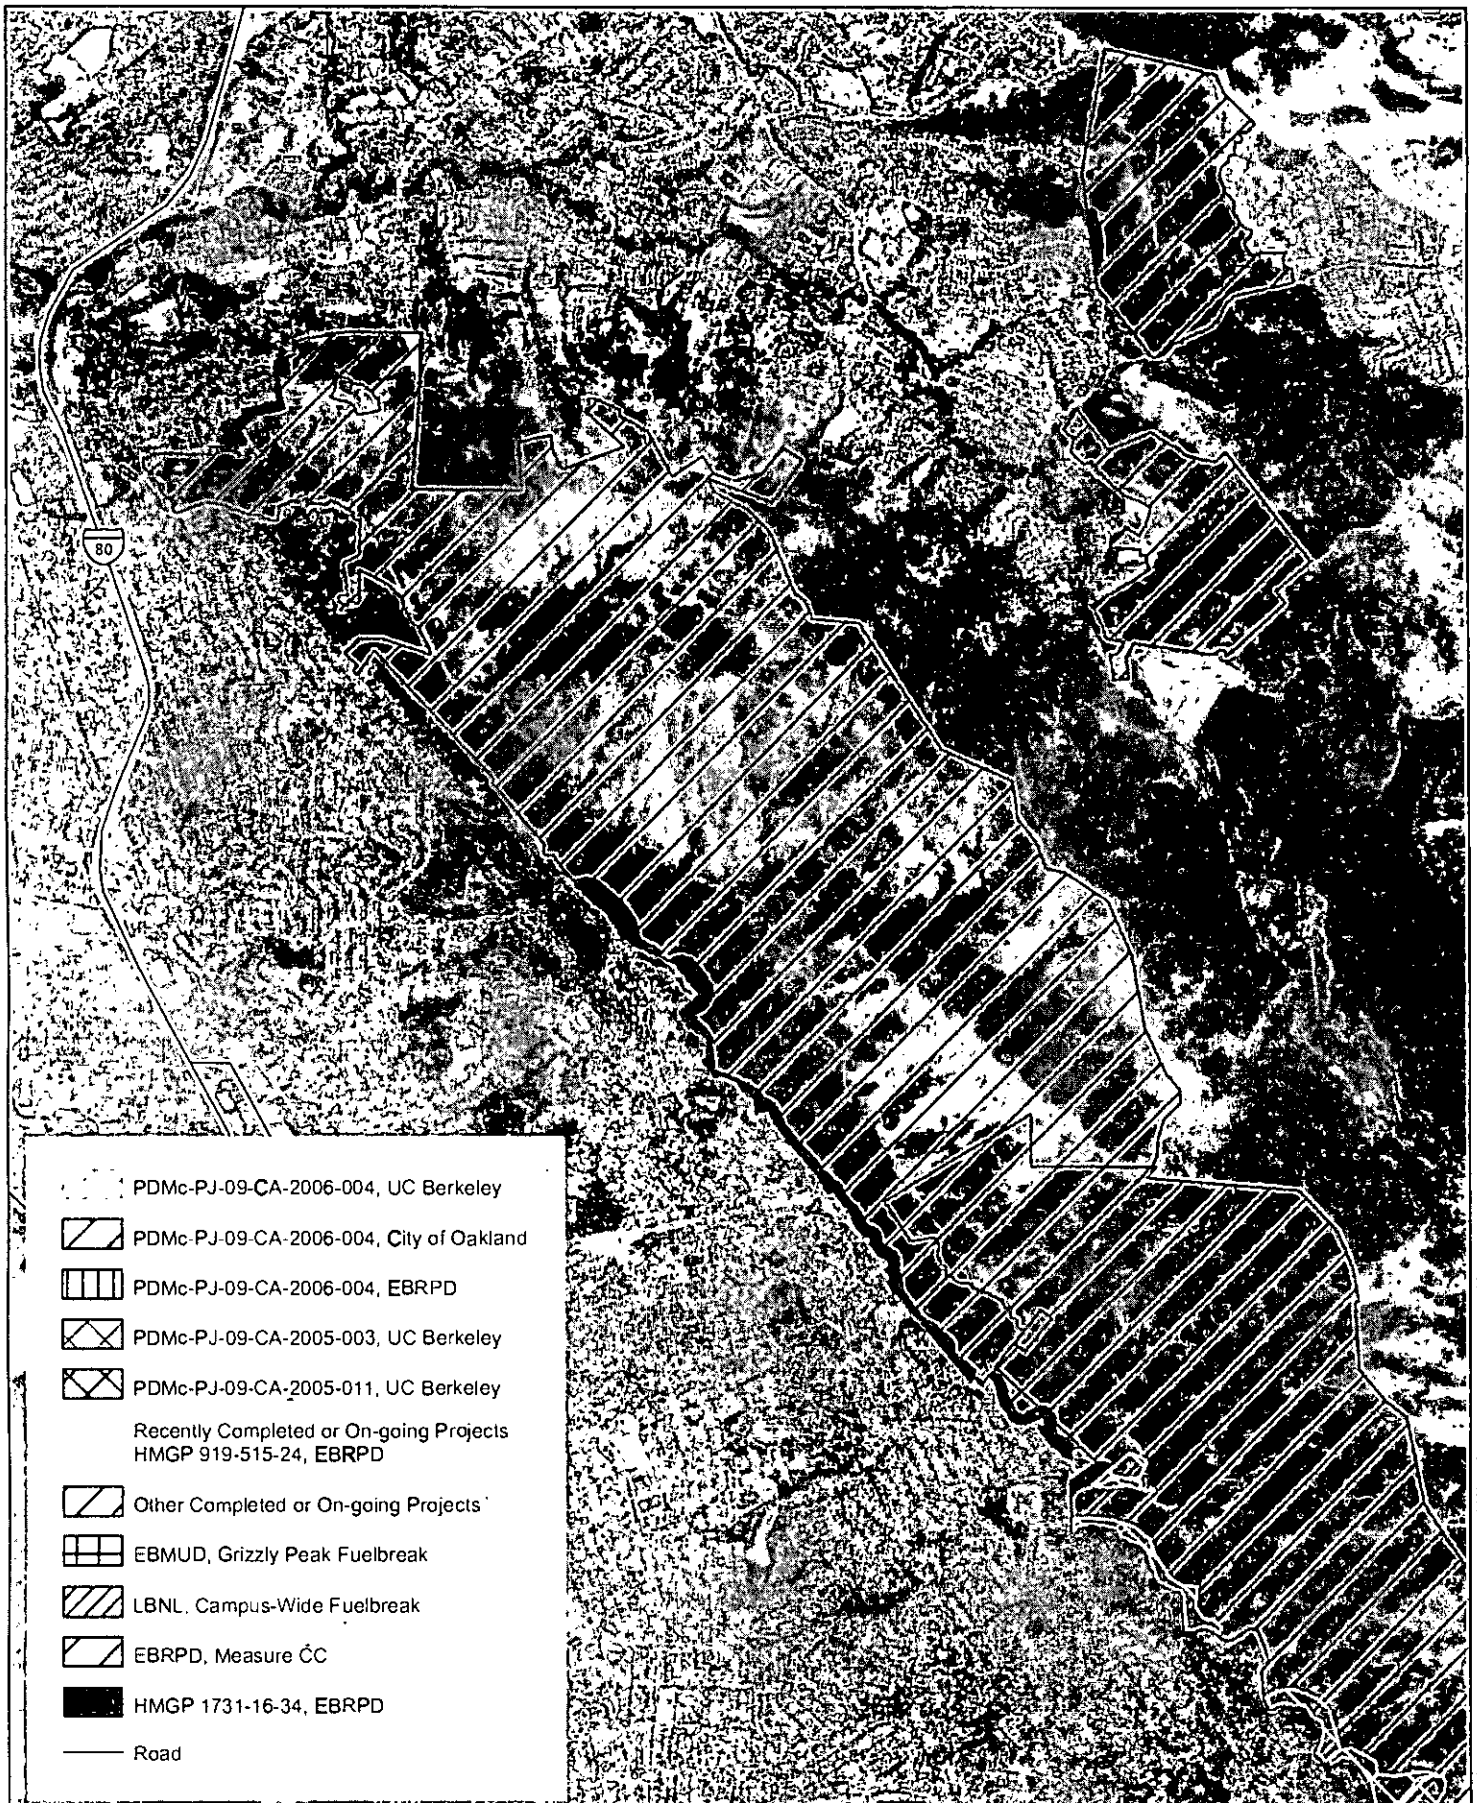 80
PDMc-PJ-09-CA-2006-004, UC Berkeley
PDMc-PJ-09-CA-2006-004, City of Oakland
PDMc-PJ-09-CA-2006-004, EBRPD
PDMc-PJ-09-CA-2005-003, UC Berkeley
PDMc-PJ-09-CA-2005-011, UC Berkeley
Recently Completed or On-going Projects
HMGP 919-515-24, EBRPD
Other Completed or On-going Projects
EBMUD, Grizzly Peak Fuelbreak
LBNL, Campus-Wide Fuelbreak
EBRPD, Measure CC
HMGP 1731-16-34, EBRPD
Road